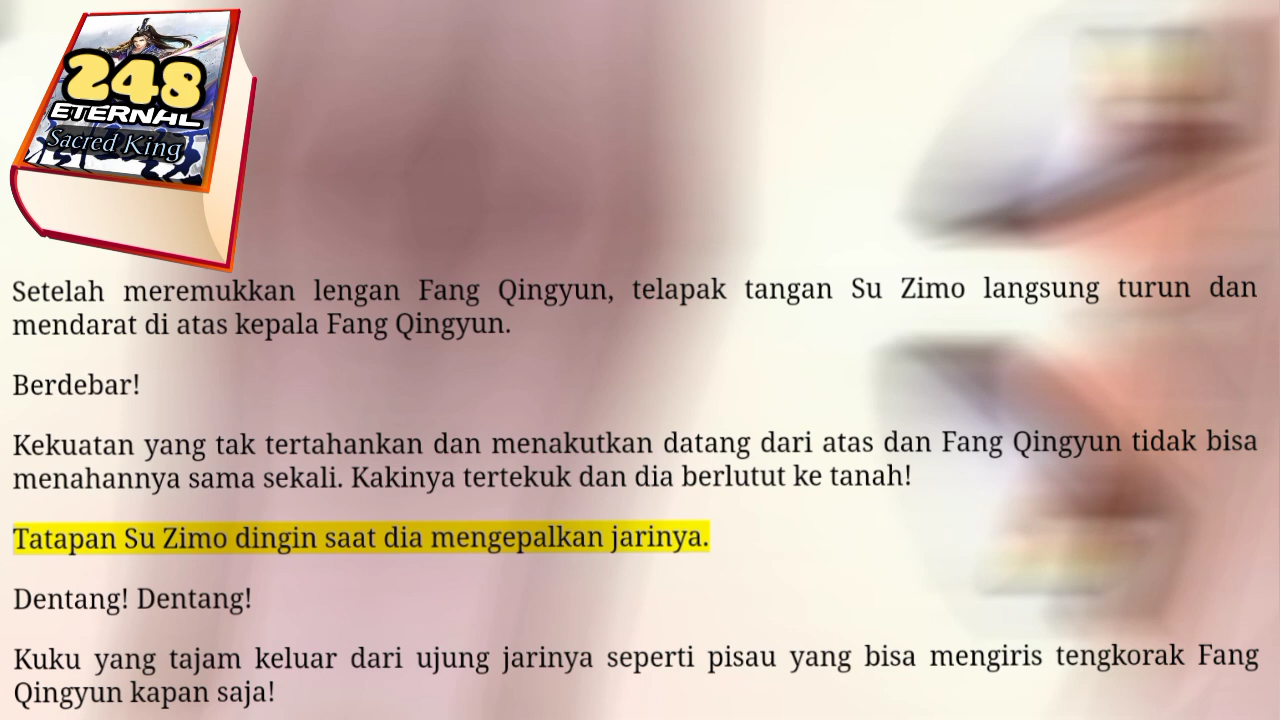 248
ETERNAL
Sacred King
Setelah meremukkan lengan Fang Qingyun, telapak tangan Su Zimo langsung turun dan
mendarat di atas kepala Fang Qingyun.
Berdebar!
Kekuatan yang tak tertahankan dan menakutkan datang dari atas dan Fang Qingyun tidak bisa
menahannya sama sekali. Kakinya tertekuk dan dia berlutut ke tanah!
Tatapan Su Zimo dingin saat dia mengepalkan jarinya.
Dentang! Dentang!
Kuku yang tajam keluar dari ujung jarinya seperti pisau yang bisa mengiris tengkorak Fang
Qingyun kapan saja!